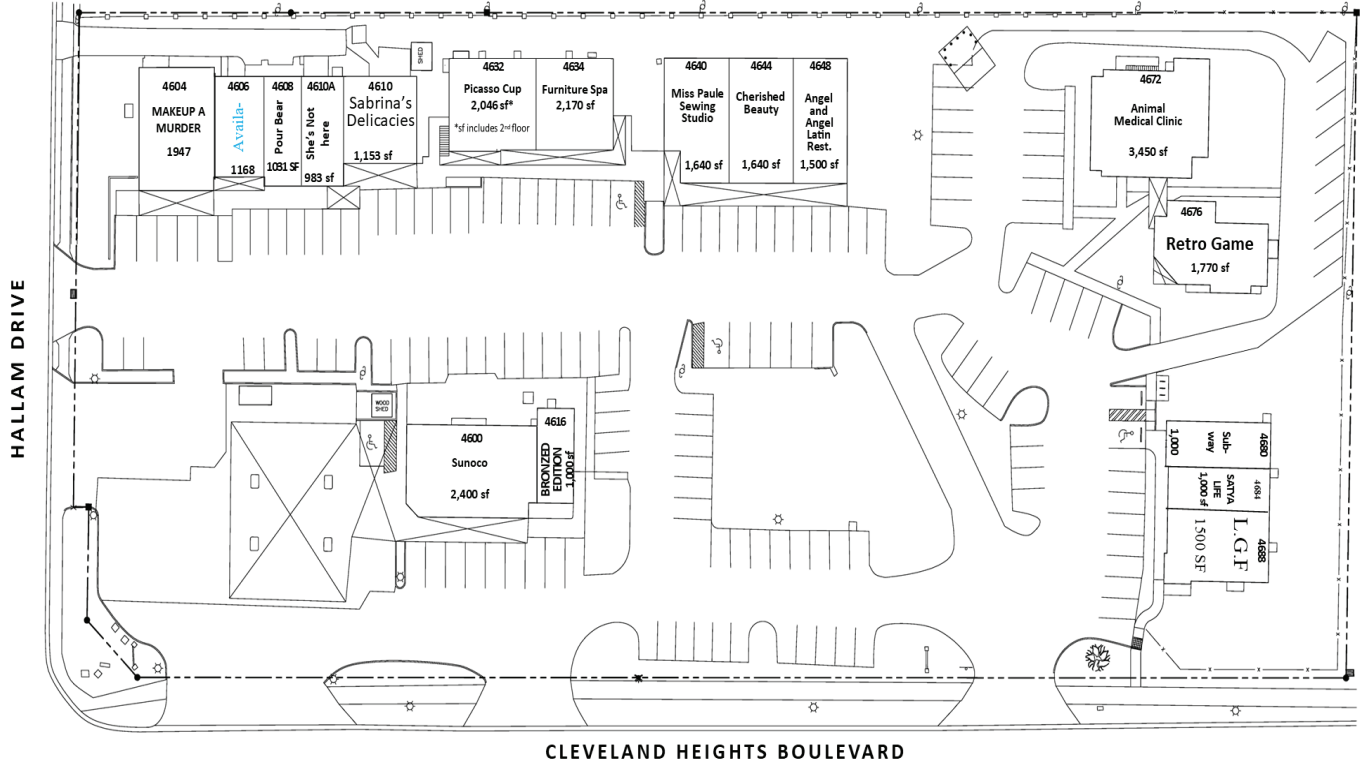 SHED
4604
MAKEUP A
MURDER
1947
4606
Availa-
1168
4608
Pour Bear
1031 SF
4610A
She's Not
here
983 sf
4610
Sabrina's
Delicacies
1,153 sf
4632
Picasso Cup
2,046 sf*
*sf includes 2nd floor
4634
Furniture Spa
2,170 sf
4640
Miss Paule
Sewing
Studio
1,640 sf
4644
Cherished
Beauty
1,640 sf
4648
Angel
and
Angel
Latin
Rest.
1,500 sf
4672
Animal
Medical Clinic
3,450 sf
4676
Retro Game
1,770 sf
HALLAM DRIVE
WOOD
SHED
4600
Sunoco
2,400 sf
4616
BRONZED
EDITION
1,000 sf
4680
Sub-
way
1,000
4684
SATYA
LIFE
1,000 sf
4688
L.G.F
1500 SF
CLEVELAND HEIGHTS BOULEVARD